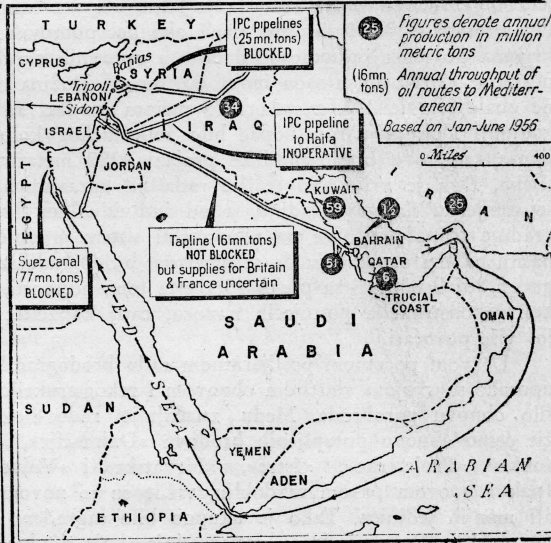 TURKEY
CYPRUS
Banias
SYRIA
Tripoli
LEBANON
Sidon
ISRAEL
JORDAN
EGYPT
IRAQ
34
IPC pipelines
(25 mn. tons)
BLOCKED
25
Figures denote annual
production in million
metric tons
(16 mn.
tons)
Annual throughput of
oil routes to Mediterr-
anean
Based on Jan-June 1956
0 Miles 400
IPC pipeline
to Haifa
INOPERATIVE
KUWAIT
59
1½
25
IRAN
BAHRAIN
QATAR
TRUCIAL
COAST
OMAN
Suez Canal
(77 mn. tons)
BLOCKED
Tapline (16 mn. tons)
NOT BLOCKED
but supplies for Britain
& France uncertain
RED
SEA
SAUDI
ARABIA
SUDAN
YEMEN
ADEN
ARABIAN
SEA
ETHIOPIA